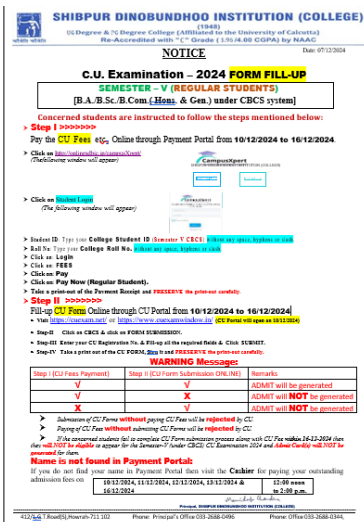 SHIBPUR DINOBUNDHOO INSTITUTION (COLLEGE)
(1948)
UG Degree & PG Degree College (Affiliated to the University of Calcutta)
Re-Accredited with "C" Grade (1.95/4.00 CGPA) by NAAC
Date: 07/12/2024
NOTICE
C.U. Examination – 2024 FORM FILL-UP
SEMESTER – V (REGULAR STUDENTS)
[B.A./B.Sc./B.Com.(Hons. & Gen.) under CBCS system]
Concerned students are instructed to follow the steps mentioned below:
➤ Step I >>>>>>>
Pay the CU Fees etc. Online through Payment Portal from 10/12/2024 to 16/12/2024.
➤ Click on
(The following window will appear)
CampusXpert
➤ Click on Student Login
(The following window will appear)
➤ Student ID: Type your College Student ID (Semester V CBCS) without any space, hyphens or slash
➤ Roll No: Type your College Roll No. without any space, hyphens or slash
➤ Click on: Login
➤ Click on: FEES
➤ Click on: Pay
➤ Click on: Pay Now (Regular Student).
➤ Take a print-out of the Payment Receipt and PRESERVE the print-out carefully.
➤ Step II >>>>>>>
Fill-up CU Form Online through CU Portal from 10/12/2024 to 16/12/2024
• Visit https://cuexam.net/ or https://www.cuexamwindow.in/ (CU Portal will open on 10/12/2024)
➤ Step-II Click on CBCS & click on FORM SUBMISSION.
➤ Step-III Enter your CU Registration No. & Fill-up all the required fields & Click SUBMIT.
➤ Step-IV Take a print out of the CU FORM, Sign it and PRESERVE the print-out carefully.
WARNING Message:
Step I (CU Fees Payment) Step II (CU Form Submission ONLINE) Remarks
√ √ ADMIT will be generated
√ X ADMIT will NOT be generated
X √ ADMIT will NOT be generated
➤ Submission of CU Forms without paying CU Fees will be rejected by CU
➤ Paying of CU Fees without submitting CU Forms will be rejected by CU
➤ If the concerned students fail to complete CU Form submission process along with CU Fee within 16-12-2024 then
they will NOT be eligible to appear for the Semester-V (under CBCS) CU Examination 2024 and Admit Card(s) will NOT be
generated for them.
Name is not found in Payment Portal:
If you do not find your name in Payment Portal then visit the Cashier for paying your outstanding
admission fees on 10/12/2024, 11/12/2024, 12/12/2024, 13/12/2024 & 16/12/2024 12:00 noon to 2:00 p.m.
Principal, SHIBPUR DINOBUNDHOO INSTITUTION (COLLEGE)
412/1 G.T.Road(S),Howrah-711 102 Phone: Principal's Office 033-2688-0496 Phone: 033-2688-0344,